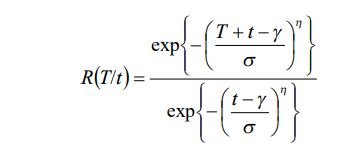 R(T/t) = exp{-((T+t-γ)/σ)^η} / exp{-((t-γ)/σ)^η}